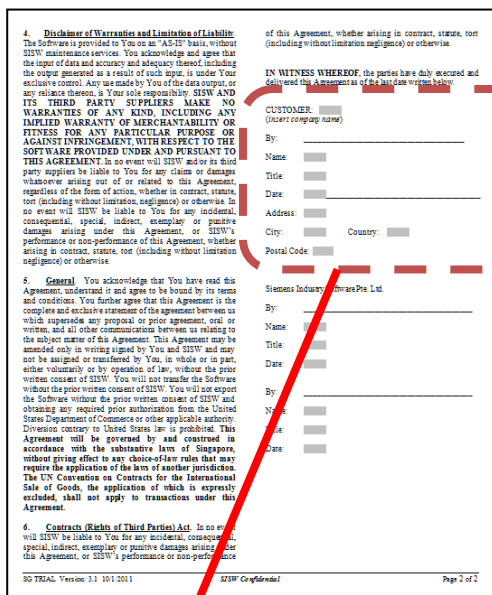 4. Disclaimer of Warranties and Limitation of Liability.
The Software is provided to You on an "AS-IS" basis, without
SISW maintenance services. You acknowledge and agree that
the input of data and accuracy and adequacy thereof, including
the output generated as a result of such input, is under Your
exclusive control. Any use made by You of the data output, or
any reliance thereon, is Your sole responsibility. SISW AND
ITS THIRD PARTY SUPPLIERS MAKE NO
WARRANTIES OF ANY KIND, INCLUDING ANY
IMPLIED WARRANTY OF MERCHANTABILITY OR
FITNESS FOR ANY PARTICULAR PURPOSE OR
AGAINST INFRINGEMENT, WITH RESPECT TO THE
SOFTWARE PROVIDED UNDER AND PURSUANT TO
THIS AGREEMENT. In no event will SISW and/or its third
party suppliers be liable to You for any claims or damages
whatsoever arising out of or related to this Agreement,
regardless of the form of action, whether in contract, statute,
tort (including without limitation, negligence) or otherwise. In
no event will SISW be liable to You for any incidental,
consequential, special, indirect, exemplary or punitive
damages arising under this Agreement, or SISW's
performance or non-performance of this Agreement, whether
arising in contract, statute, tort (including without limitation
negligence) or otherwise.
5. General. You acknowledge that You have read this
Agreement, understand it and agree to be bound by its terms
and conditions. You further agree that this Agreement is the
complete and exclusive statement of the agreement between us
which supersedes any proposal or prior agreement, oral or
written, and all other communications between us relating to
the subject matter of this Agreement. This Agreement may be
amended only in writing signed by You and SISW and may
not be assigned or transferred by You, in whole or in part,
either voluntarily or by operation of law, without the prior
written consent of SISW. You will not transfer the Software
without the prior written consent of SISW. You will not export
the Software without the prior written consent of SISW and
obtaining any required prior authorization from the United
States Department of Commerce or other applicable authority.
Diversion contrary to United States law is prohibited. This
Agreement will be governed by and construed in
accordance with the substantive laws of Singapore,
without giving effect to any choice-of-law rules that may
require the application of the laws of another jurisdiction.
The UN Convention on Contracts for the International
Sale of Goods, the application of which is expressly
excluded, shall not apply to transactions under this
Agreement.
6. Contracts (Rights of Third Parties) Act. In no event
will SISW be liable to You for any incidental, consequential,
special, indirect, exemplary or punitive damages arising under
this Agreement, or SISW's performance or non-performance
of this Agreement, whether arising in contract, statute, tort
(including without limitation negligence) or otherwise.
IN WITNESS WHEREOF, the parties have duly executed and
delivered this Agreement as of the last date written below.
CUSTOMER:
(Insert company name)
By:
Name:
Title:
Date:
Address:
City: Country:
Postal Code:
Siemens Industry Software Pte. Ltd.
By:
Name:
Title:
Date:
By:
Name:
Title:
Date:
SG TRIAL Version: 3.1 10/1/2011 SISW Confidential Page 2 of 2